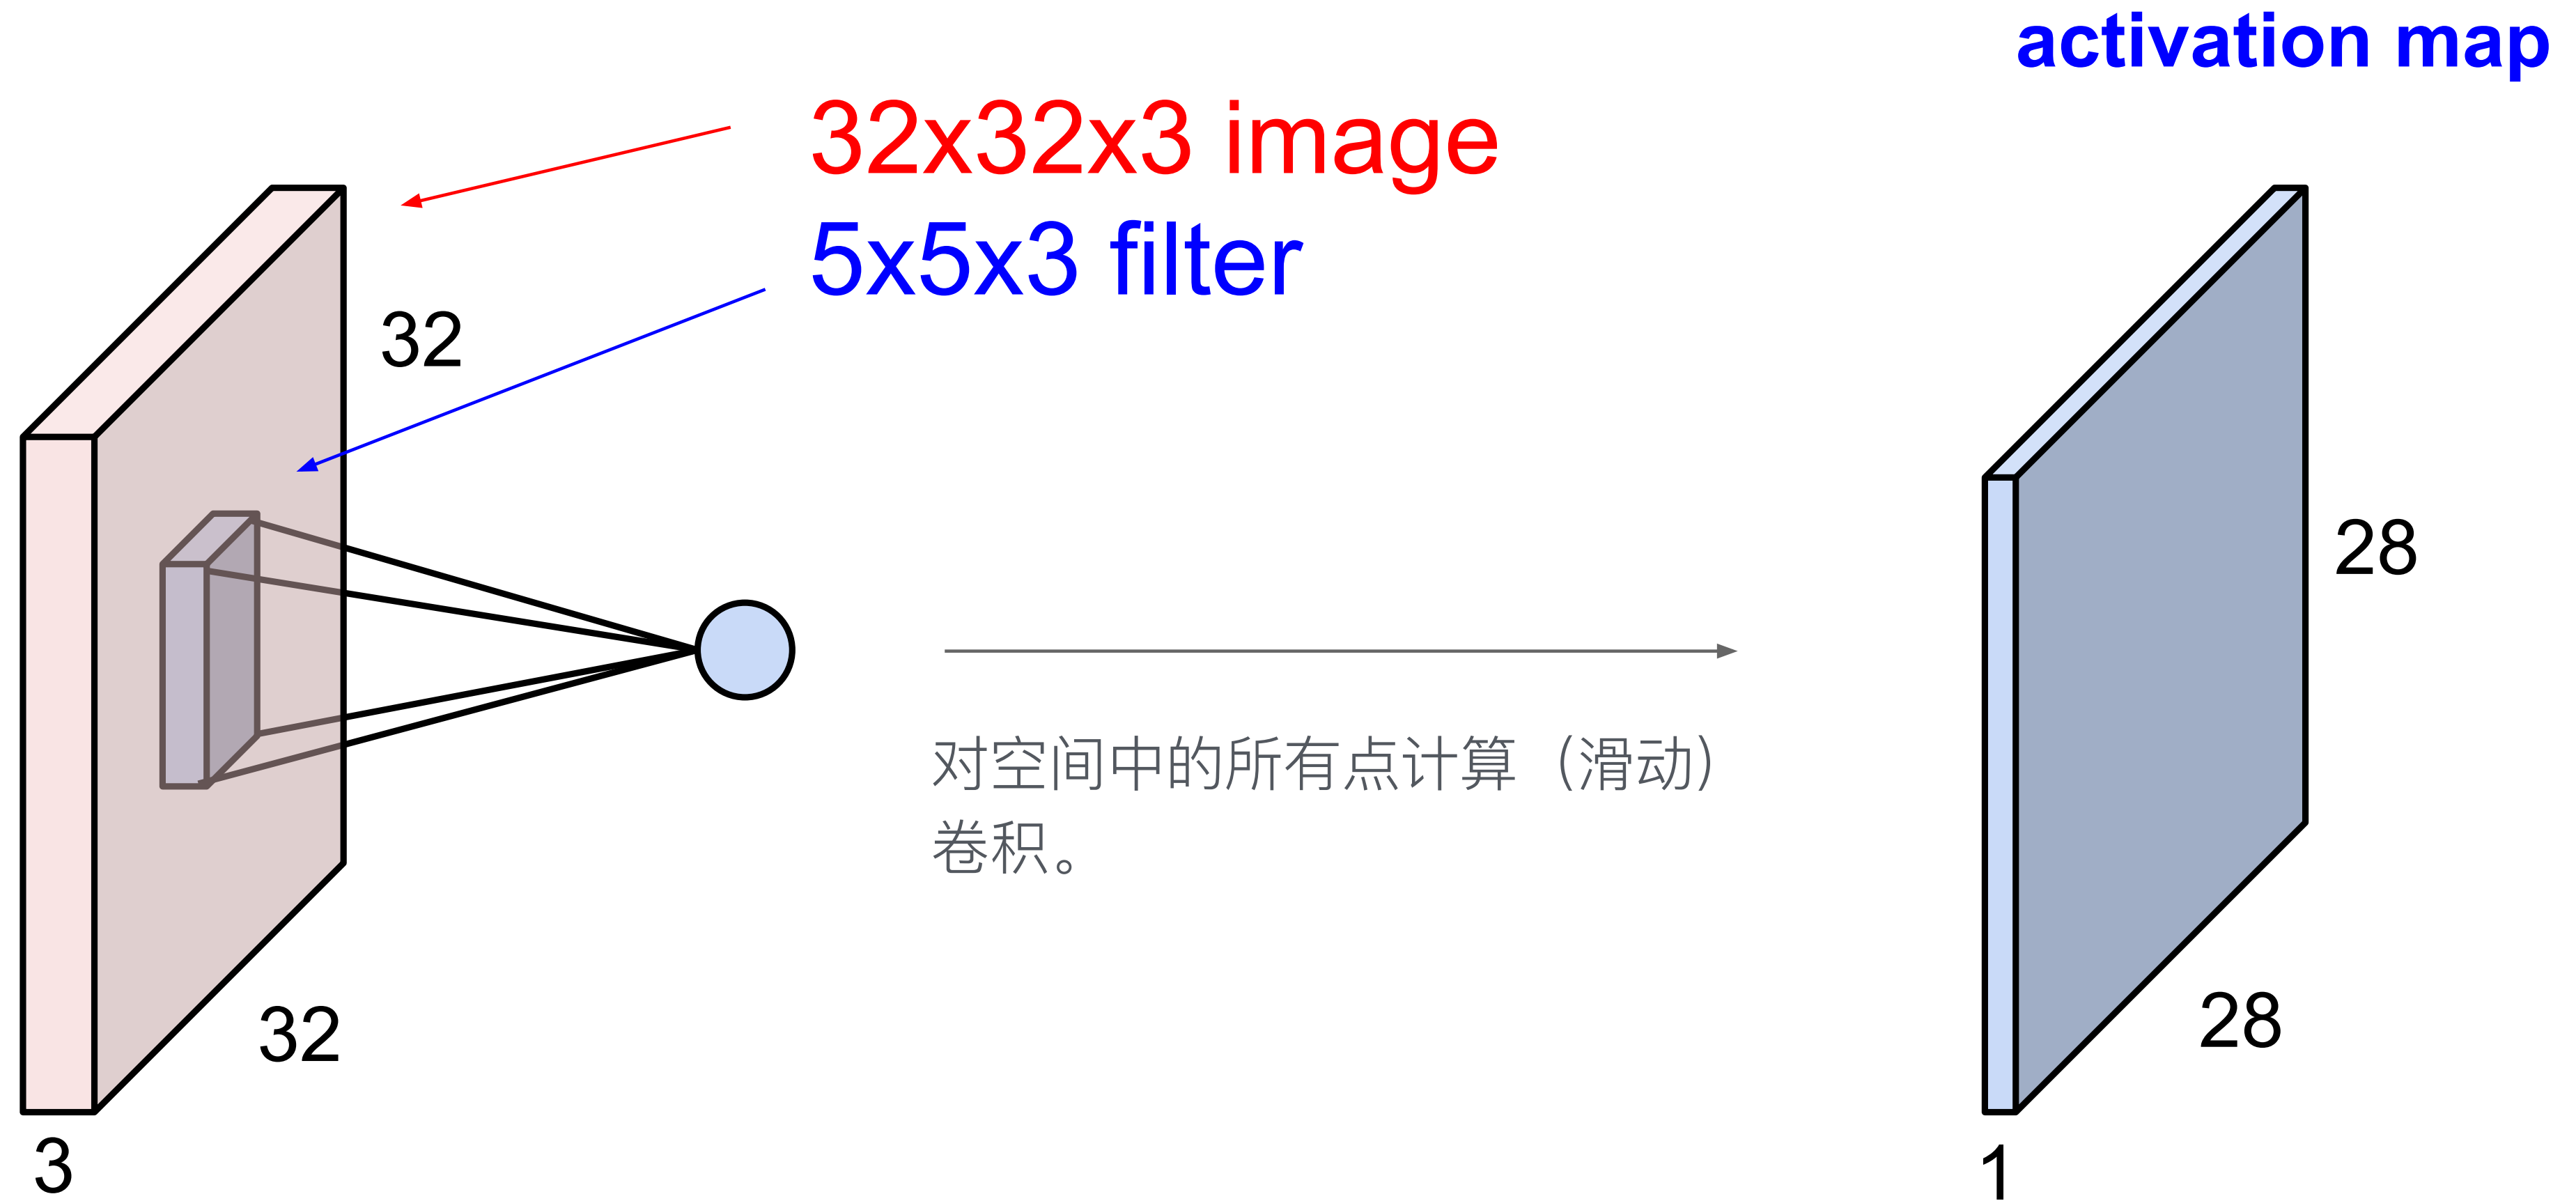 activation map
32x32x3 image
5x5x3 filter
32
32
3
对空间中的所有点计算（滑动）
卷积。
28
28
1